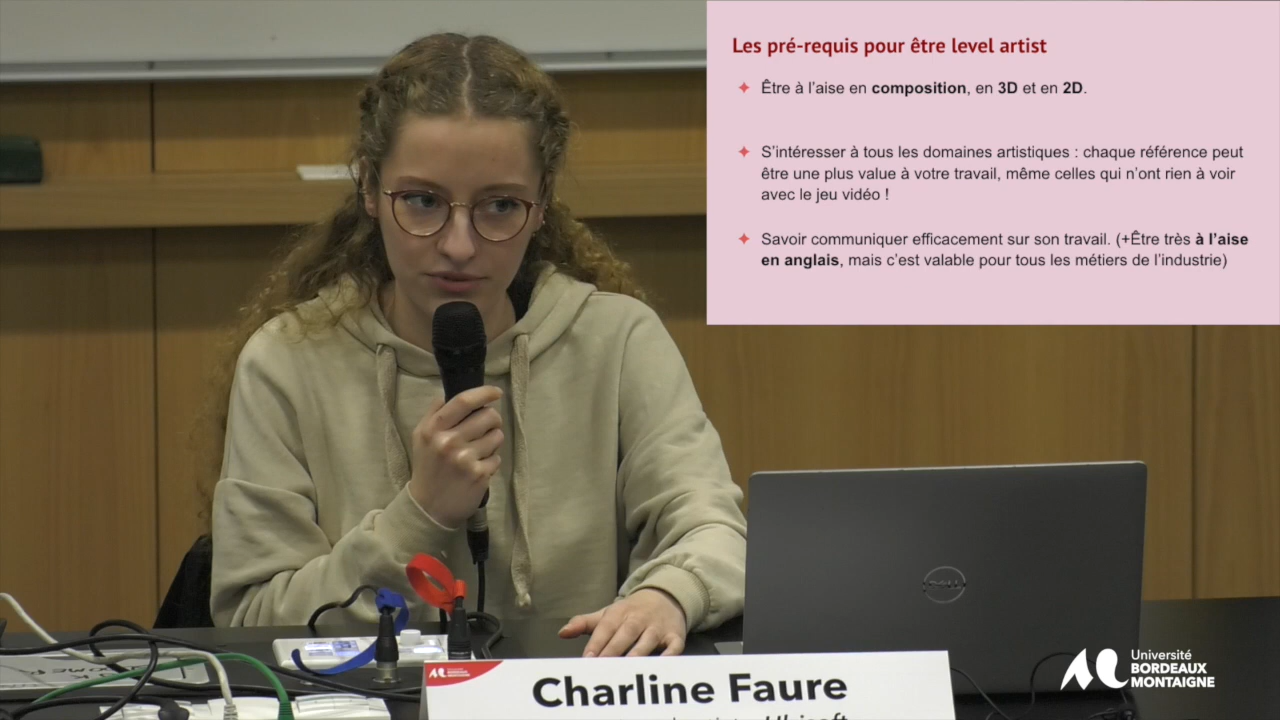 Les pré-requis pour être level artist
✦ Être à l’aise en composition, en 3D et en 2D.
✦ S’intéresser à tous les domaines artistiques : chaque référence peut
être une plus value à votre travail, même celles qui n’ont rien à voir
avec le jeu vidéo !
✦ Savoir communiquer efficacement sur son travail. (+Être très à l’aise
en anglais, mais c’est valable pour tous les métiers de l’industrie)
DELL
Université
BORDEAUX
MONTAIGNE
Université
BORDEAUX
MONTAIGNE
Charline Faure
Ubisoft